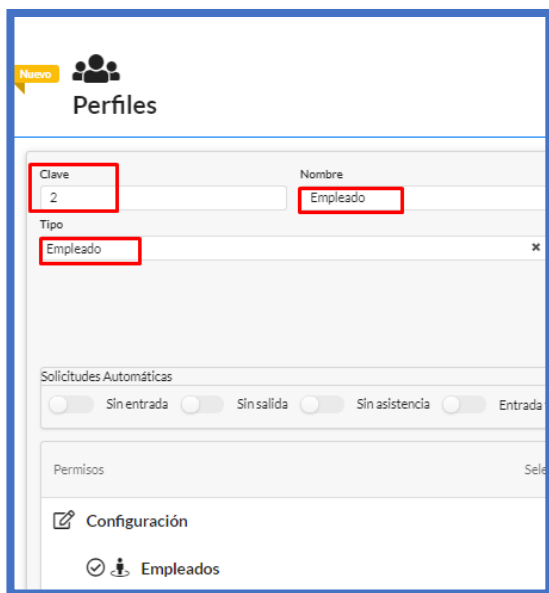 Nuevo
Perfiles
Clave Nombre
2 Empleado
Tipo
Empleado
Solicitudes Automáticas
Sin entrada Sin salida Sin asistencia Entrada
Permisos Sele
Configuración
Empleados